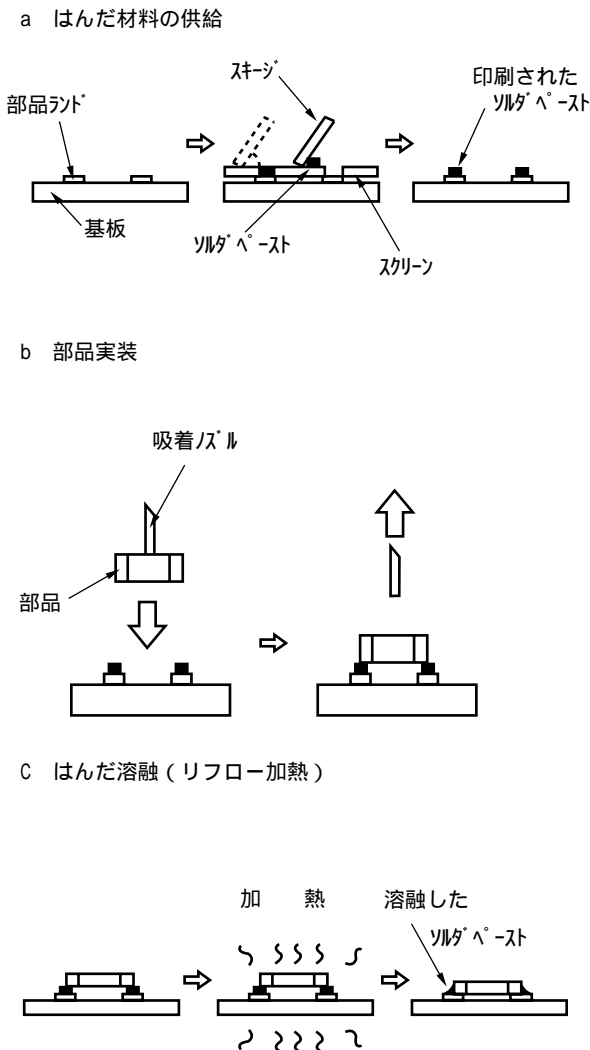 a はんだ材料の供給
部品ﾗﾝﾄﾞ
ｽｷｰｼﾞ
印刷された
ｿﾙﾀﾞﾍﾟｰｽﾄ
基板
ｿﾙﾀﾞﾍﾟｰｽﾄ
ｽｸﾘｰﾝ
b 部品実装
吸着ﾉｽﾞﾙ
部品
C はんだ溶融(リフロー加熱)
加 熱
溶融した
ｿﾙﾀﾞﾍﾟｰｽﾄ